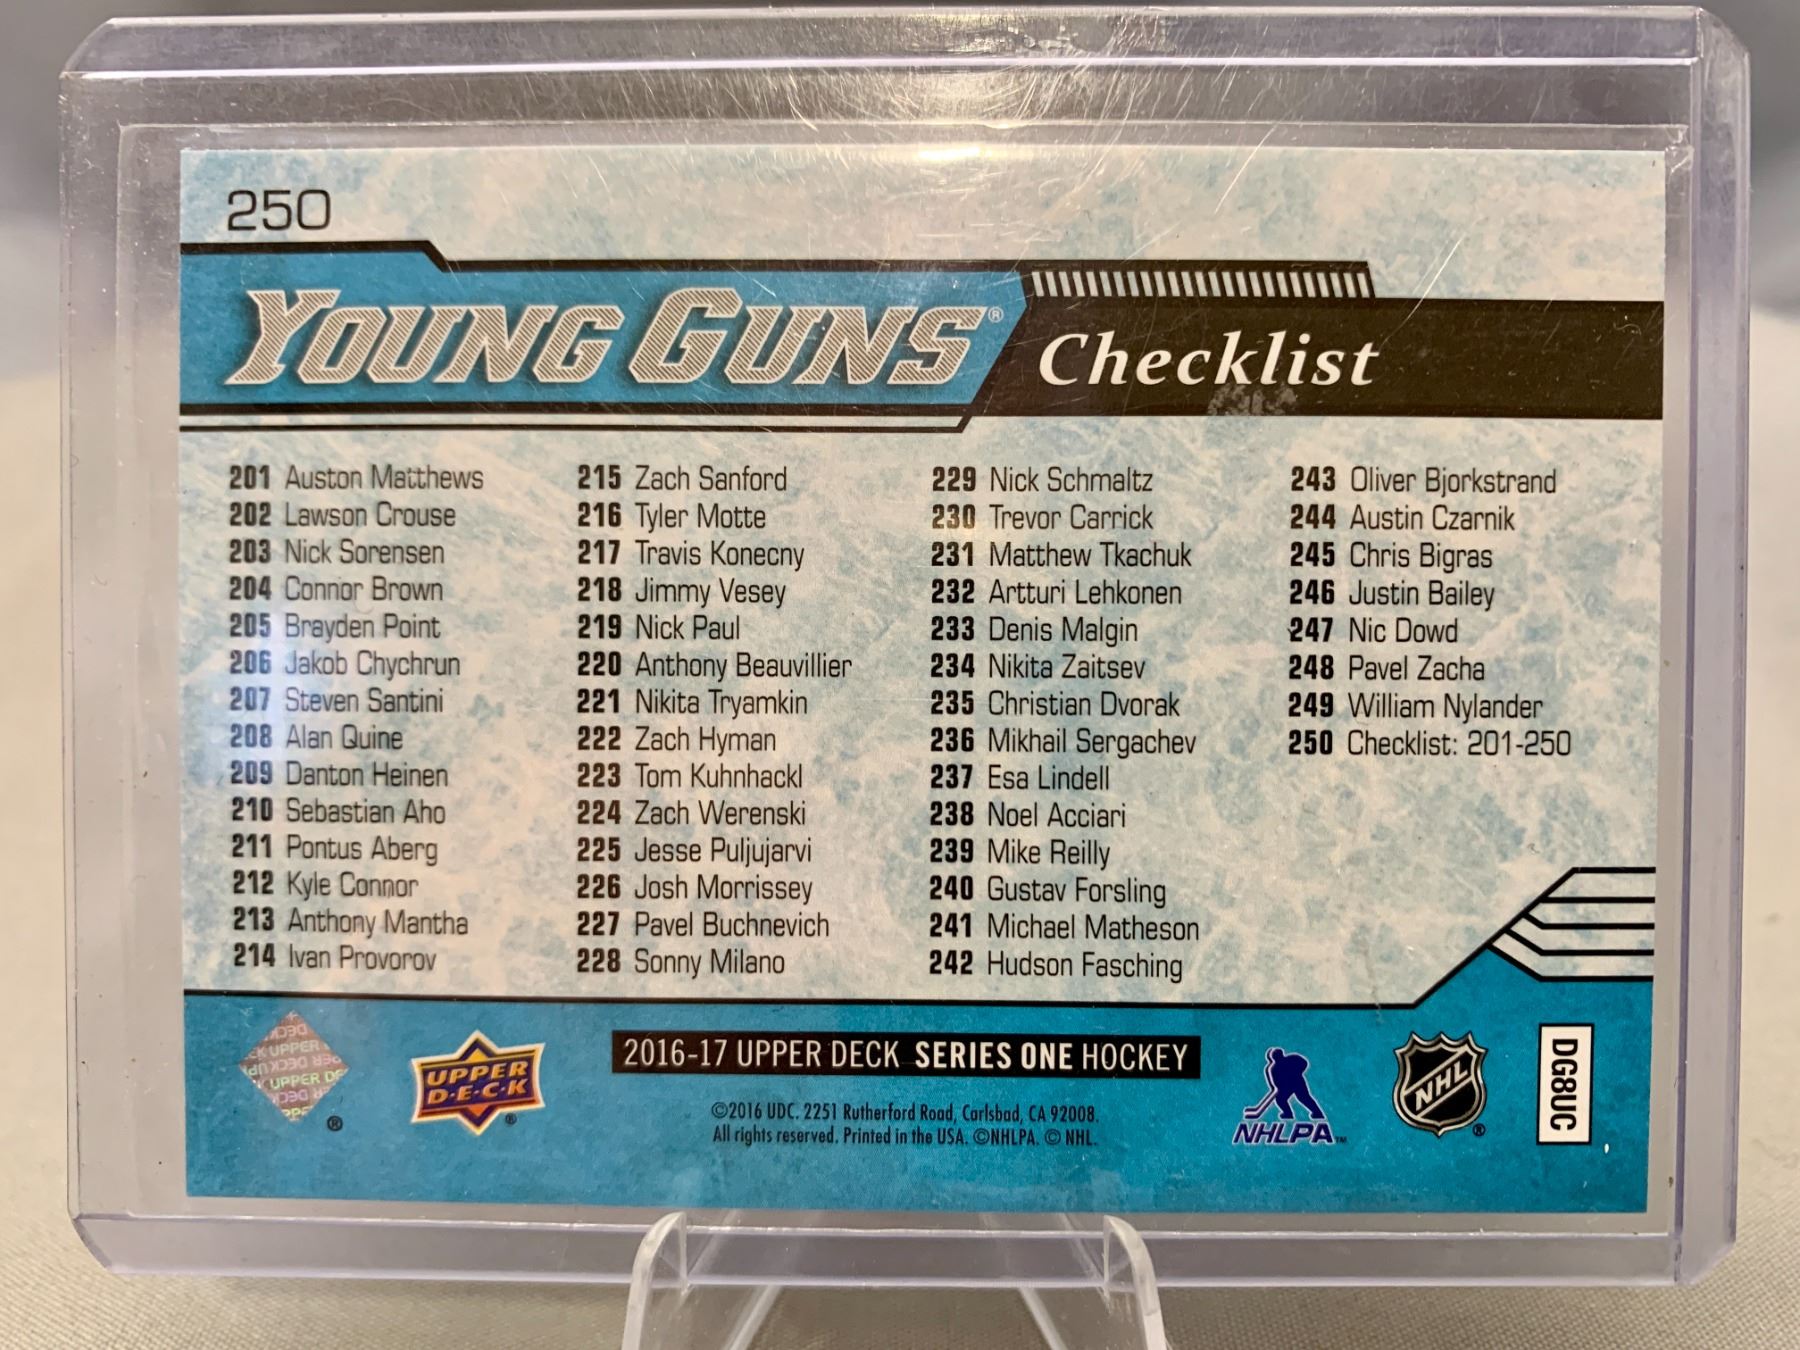 250
YOUNG GUNS® Checklist
201 Auston Matthews
202 Lawson Crouse
203 Nick Sorensen
204 Connor Brown
205 Brayden Point
206 Jakob Chychrun
207 Steven Santini
208 Alan Quine
209 Danton Heinen
210 Sebastian Aho
211 Pontus Aberg
212 Kyle Connor
213 Anthony Mantha
214 Ivan Provorov
215 Zach Sanford
216 Tyler Motte
217 Travis Konecny
218 Jimmy Vesey
219 Nick Paul
220 Anthony Beauvillier
221 Nikita Tryamkin
222 Zach Hyman
223 Tom Kuhnhackl
224 Zach Werenski
225 Jesse Puljujarvi
226 Josh Morrissey
227 Pavel Buchnevich
228 Sonny Milano
229 Nick Schmaltz
230 Trevor Carrick
231 Matthew Tkachuk
232 Artturi Lehkonen
233 Denis Malgin
234 Nikita Zaitsev
235 Christian Dvorak
236 Mikhail Sergachev
237 Esa Lindell
238 Noel Acciari
239 Mike Reilly
240 Gustav Forsling
241 Michael Matheson
242 Hudson Fasching
243 Oliver Bjorkstrand
244 Austin Czarnik
245 Chris Bigras
246 Justin Bailey
247 Nic Dowd
248 Pavel Zacha
249 William Nylander
250 Checklist: 201-250
UPPER DECK ®
UPPER
D·E·C·K ®
2016-17 UPPER DECK SERIES ONE HOCKEY
©2016 UDC. 2251 Rutherford Road, Carlsbad, CA 92008.
All rights reserved. Printed in the USA. ©NHLPA. © NHL.
NHLPA™
NHL ®
DG8UC